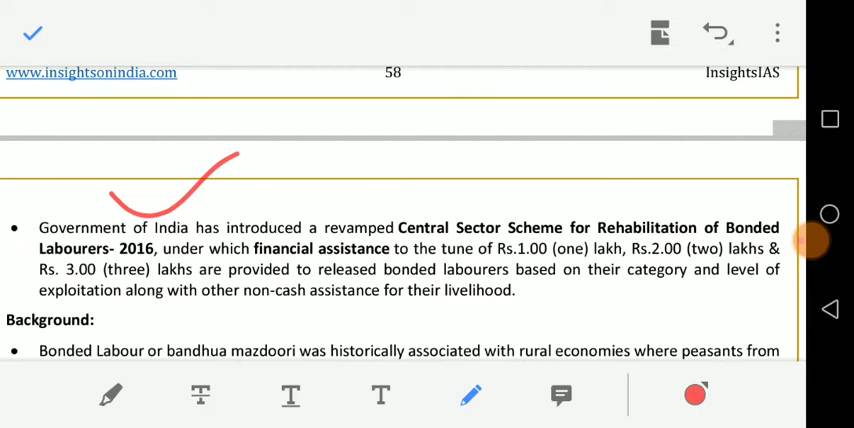 www.insightsonindia.com 58 InsightsIAS
• Government of India has introduced a revamped Central Sector Scheme for Rehabilitation of Bonded
Labourers- 2016, under which financial assistance to the tune of Rs.1.00 (one) lakh, Rs.2.00 (two) lakhs &
Rs. 3.00 (three) lakhs are provided to released bonded labourers based on their category and level of
exploitation along with other non-cash assistance for their livelihood.
Background:
• Bonded Labour or bandhua mazdoori was historically associated with rural economies where peasants from